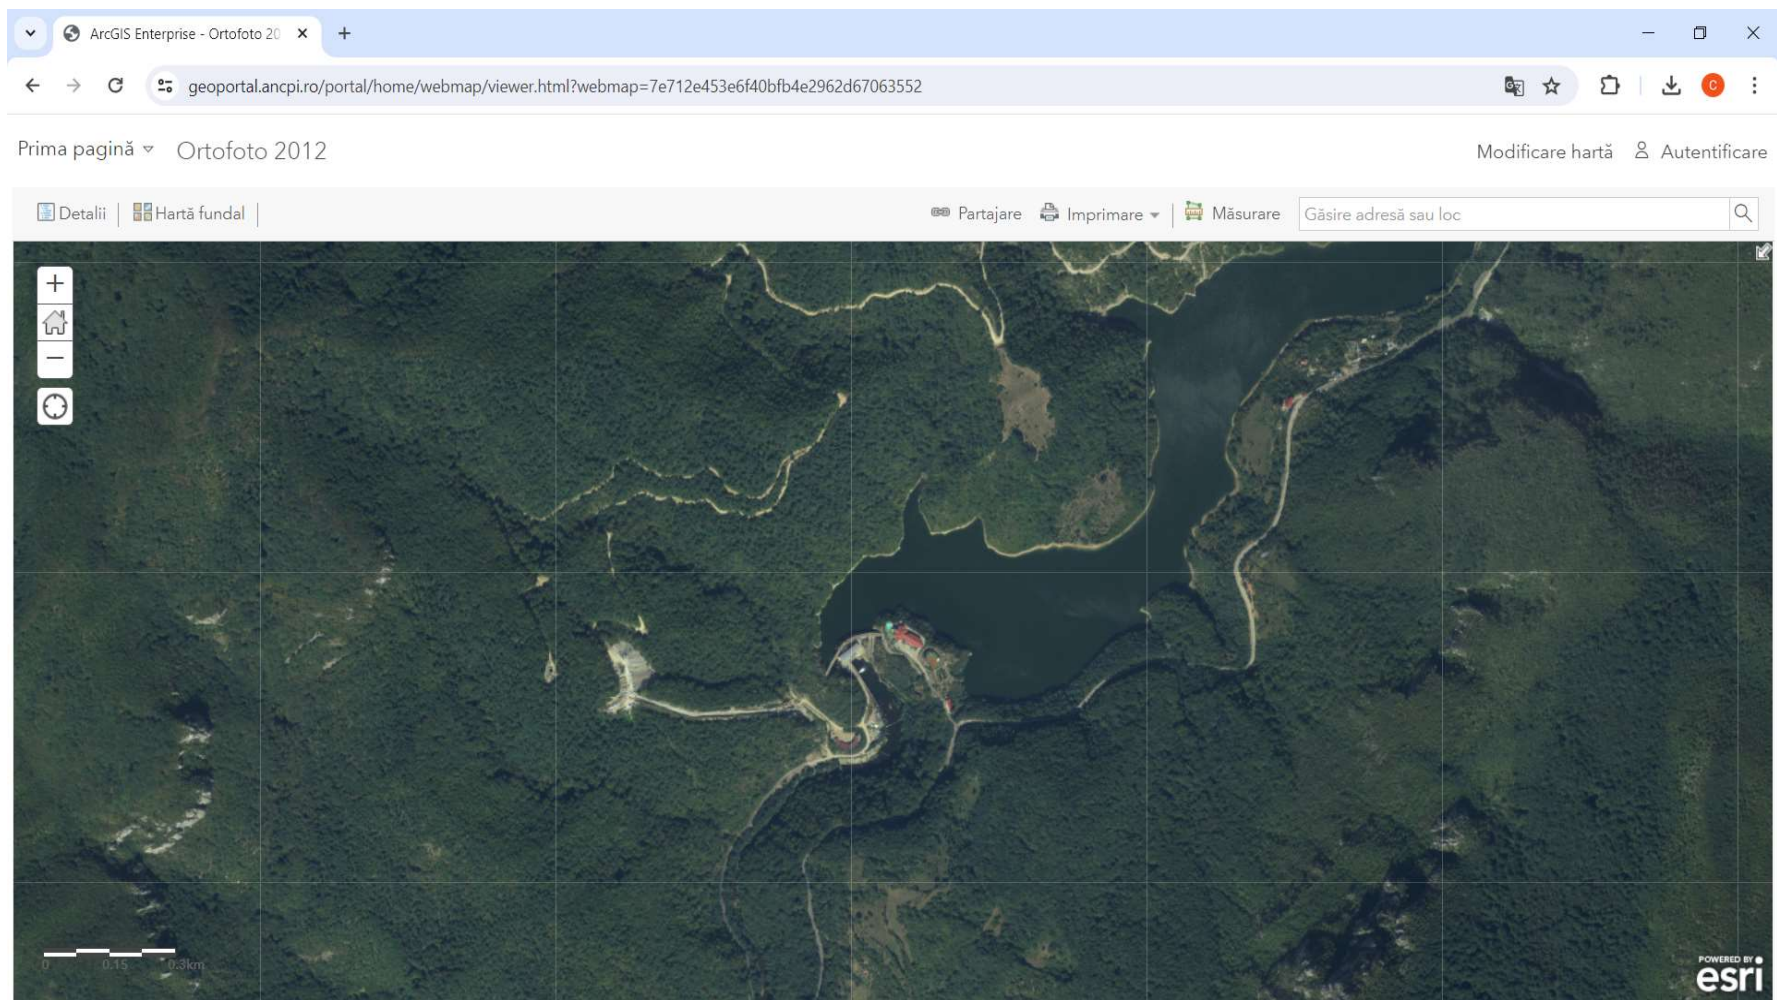 ArcGIS Enterprise - Ortofoto 20
geoportal.ancpi.ro/portal/home/webmap/viewer.html?webmap=7e712e453e6f40bfb4e2962d67063552
C
Prima pagină Ortofoto 2012
Modificare hartă Autentificare
Detalii Hartă fundal
Partajare Imprimare Măsurare Găsire adresă sau loc
0 0.15 0.3km
POWERED BY
esri